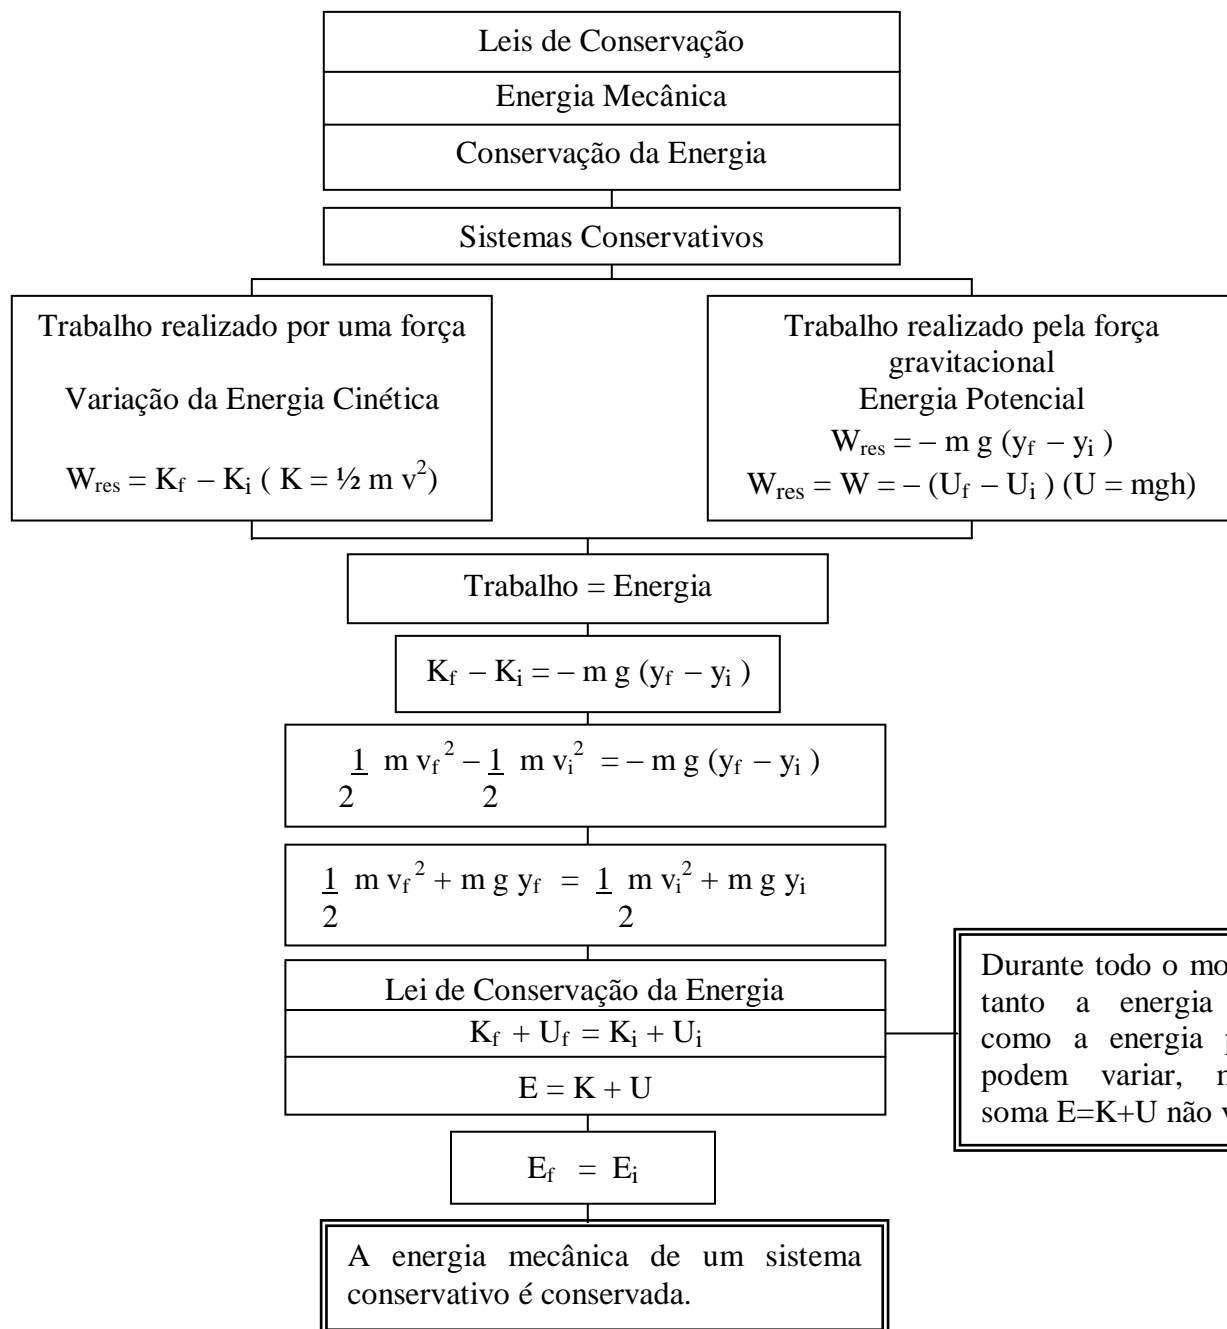 Leis de Conservação
Energia Mecânica
Conservação da Energia
Sistemas Conservativos
Trabalho realizado por uma força
Variação da Energia Cinética
W_res = K_f – K_i ( K = ½ m v²)
Trabalho realizado pela força
gravitacional
Energia Potencial
W_res = – m g (y_f – y_i )
W_res = W = – (U_f – U_i ) (U = mgh)
Trabalho = Energia
K_f – K_i = – m g (y_f – y_i )
1/2 m v_f² – 1/2 m v_i² = – m g (y_f – y_i )
1/2 m v_f² + m g y_f = 1/2 m v_i² + m g y_i
Lei de Conservação da Energia
K_f + U_f = K_i + U_i
E = K + U
Durante todo o
tanto a energia
como a energia
podem variar,
soma E=K+U não
E_f = E_i
A energia mecânica de um sistema
conservativo é conservada.